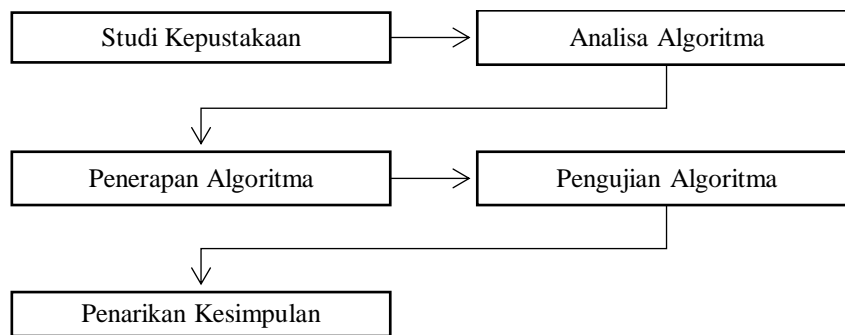 Studi Kepustakaan
Analisa Algoritma
Penerapan Algoritma
Pengujian Algoritma
Penarikan Kesimpulan